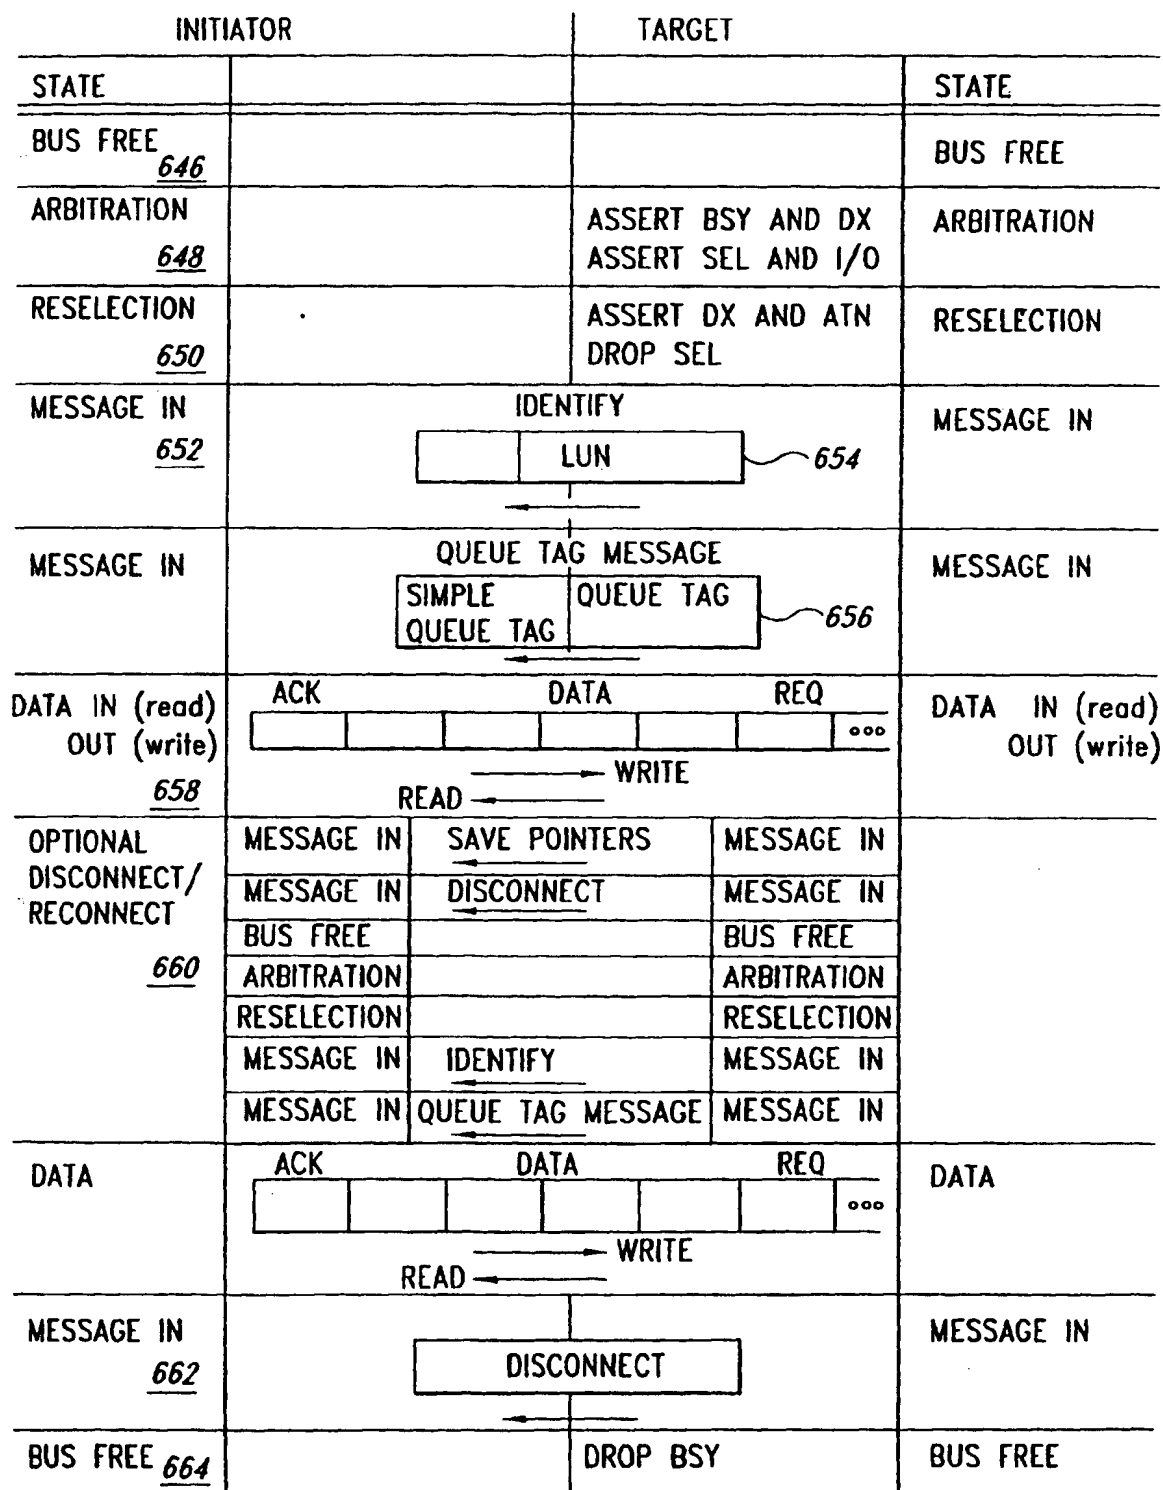 INITIATOR TARGET
STATE STATE
BUS FREE 646 BUS FREE
ARBITRATION 648 ASSERT BSY AND DX ARBITRATION
ASSERT SEL AND I/O
RESELECTION 650 ASSERT DX AND ATN RESELECTION
DROP SEL
MESSAGE IN 652 IDENTIFY MESSAGE IN
LUN 654
MESSAGE IN QUEUE TAG MESSAGE MESSAGE IN
SIMPLE QUEUE TAG
QUEUE TAG 656
DATA IN (read) ACK DATA REQ DATA IN (read)
OUT (write) ooo OUT (write)
658 WRITE
READ
OPTIONAL MESSAGE IN SAVE POINTERS MESSAGE IN
DISCONNECT/ MESSAGE IN DISCONNECT MESSAGE IN
RECONNECT BUS FREE BUS FREE
660 ARBITRATION ARBITRATION
RESELECTION RESELECTION
MESSAGE IN IDENTIFY MESSAGE IN
MESSAGE IN QUEUE TAG MESSAGE MESSAGE IN
DATA ACK DATA REQ DATA
ooo
WRITE
READ
MESSAGE IN MESSAGE IN
662 DISCONNECT
BUS FREE 664 DROP BSY BUS FREE